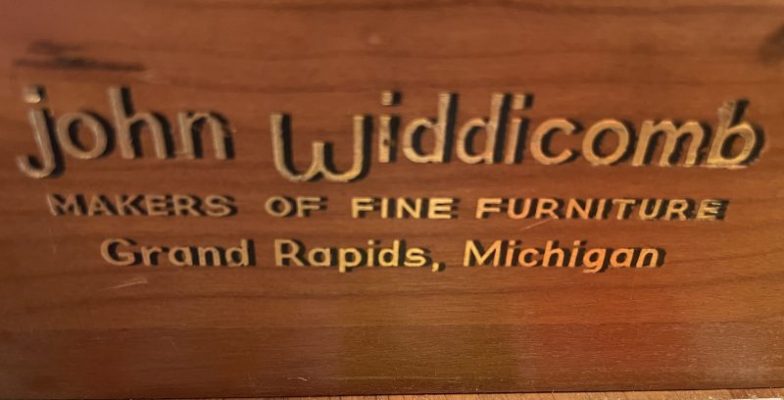 john Widdicomb
MAKERS OF FINE FURNITURE
Grand Rapids, Michigan